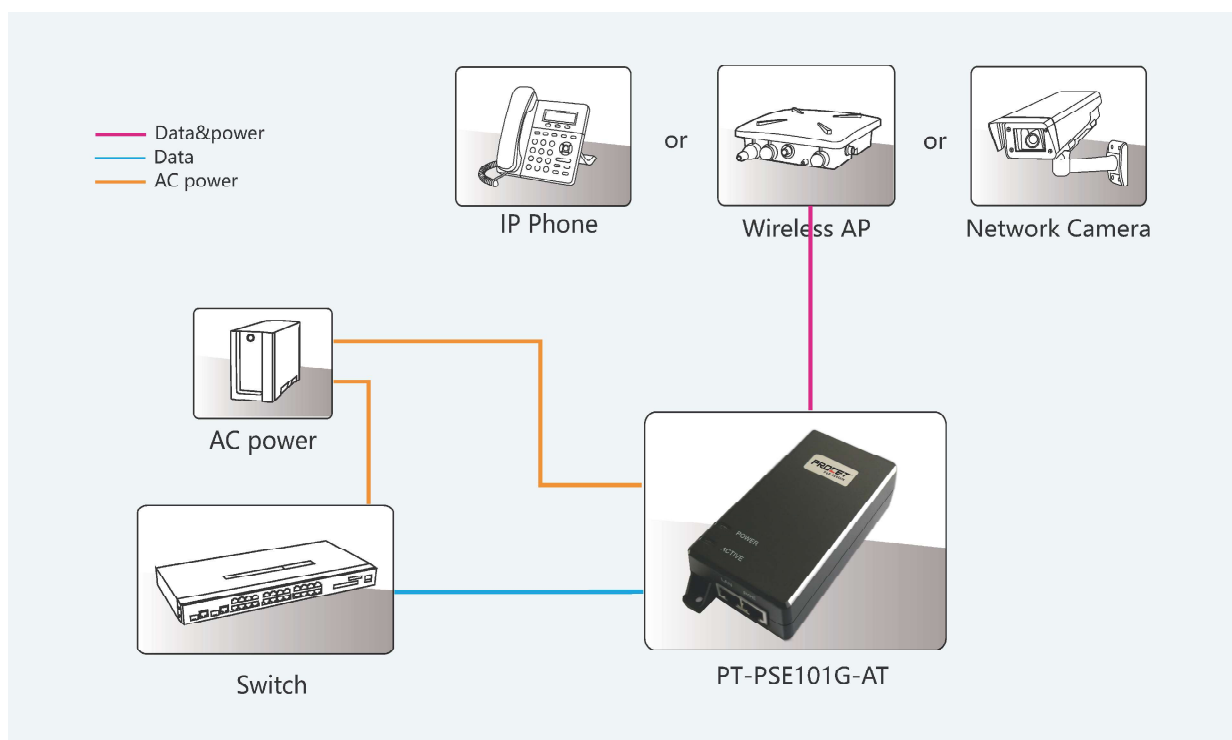 Data&power
Data
AC power
or
or
IP Phone
Wireless AP
Network Camera
AC power
PROCET
POWER
ACTIVE
Switch
PT-PSE101G-AT